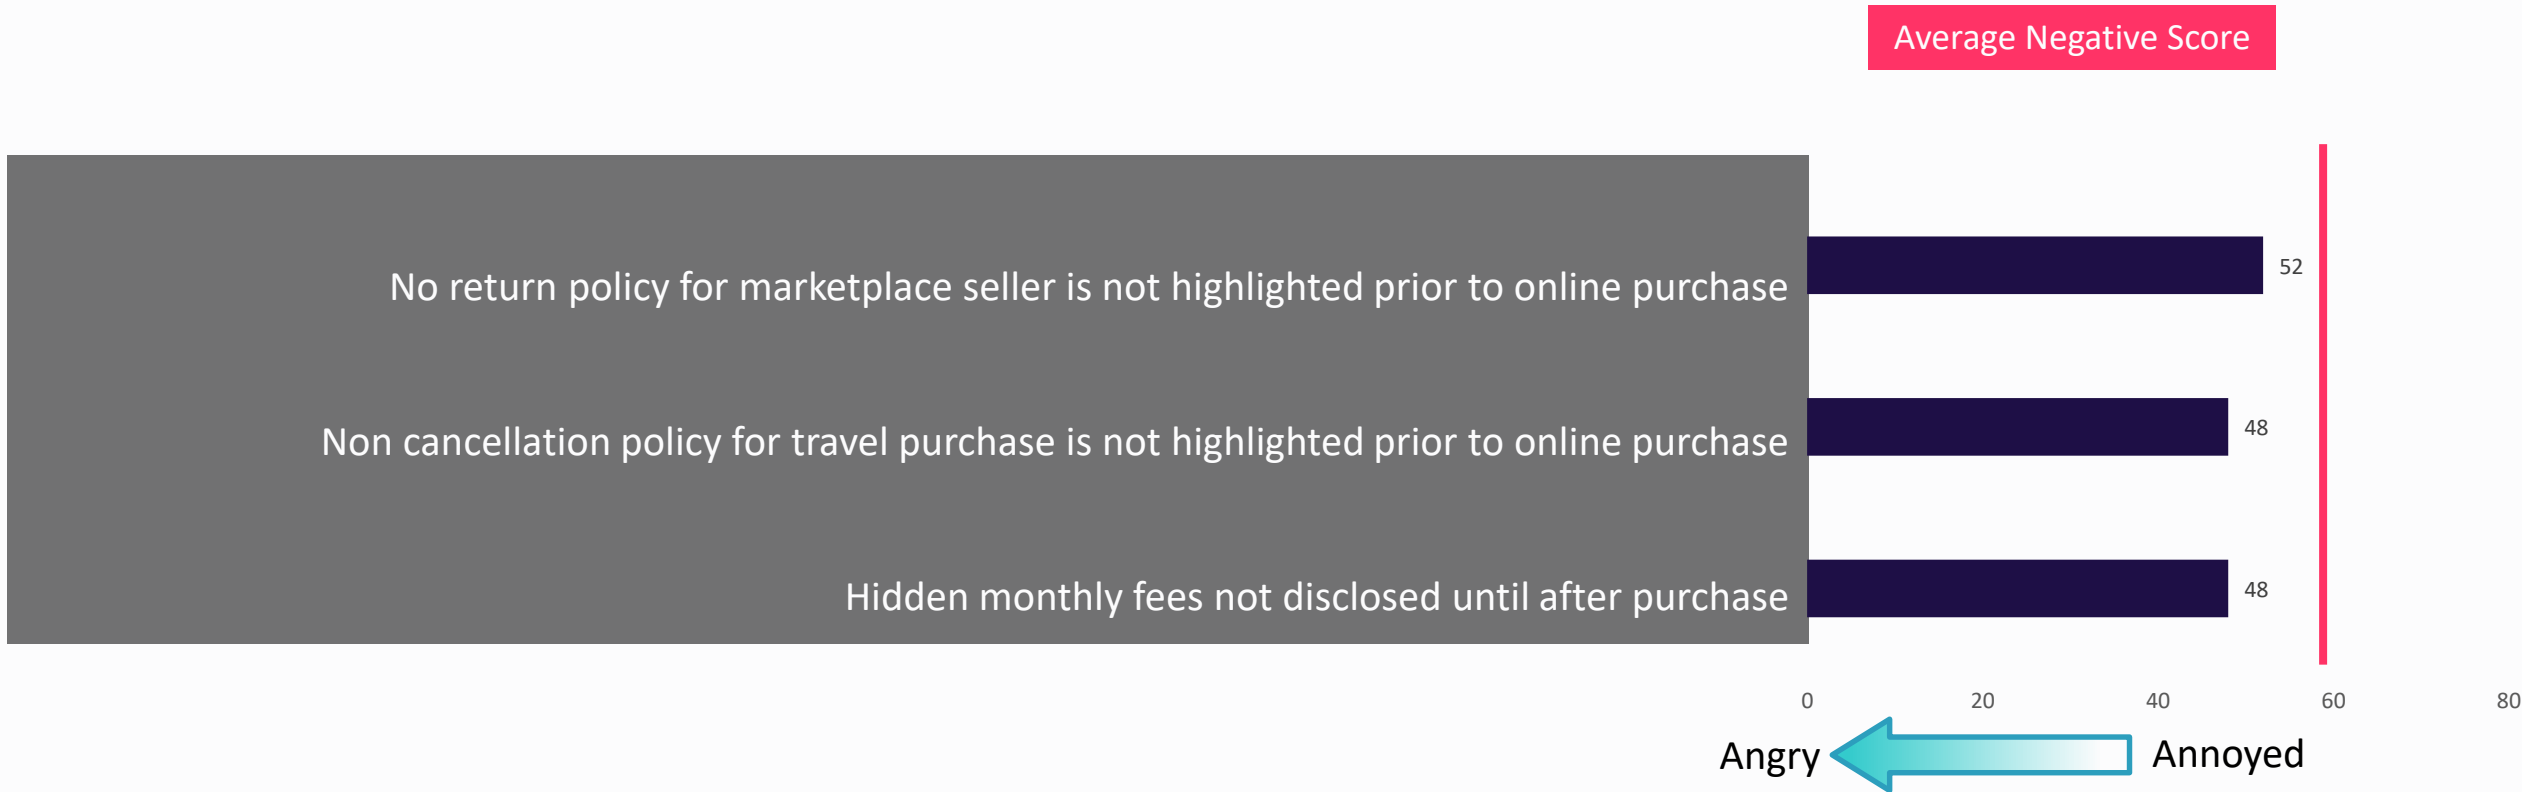 Average Negative Score
No return policy for marketplace seller is not highlighted prior to online purchase
52
Non cancellation policy for travel purchase is not highlighted prior to online purchase
48
Hidden monthly fees not disclosed until after purchase
48
0 20 40 60 80
Angry Annoyed